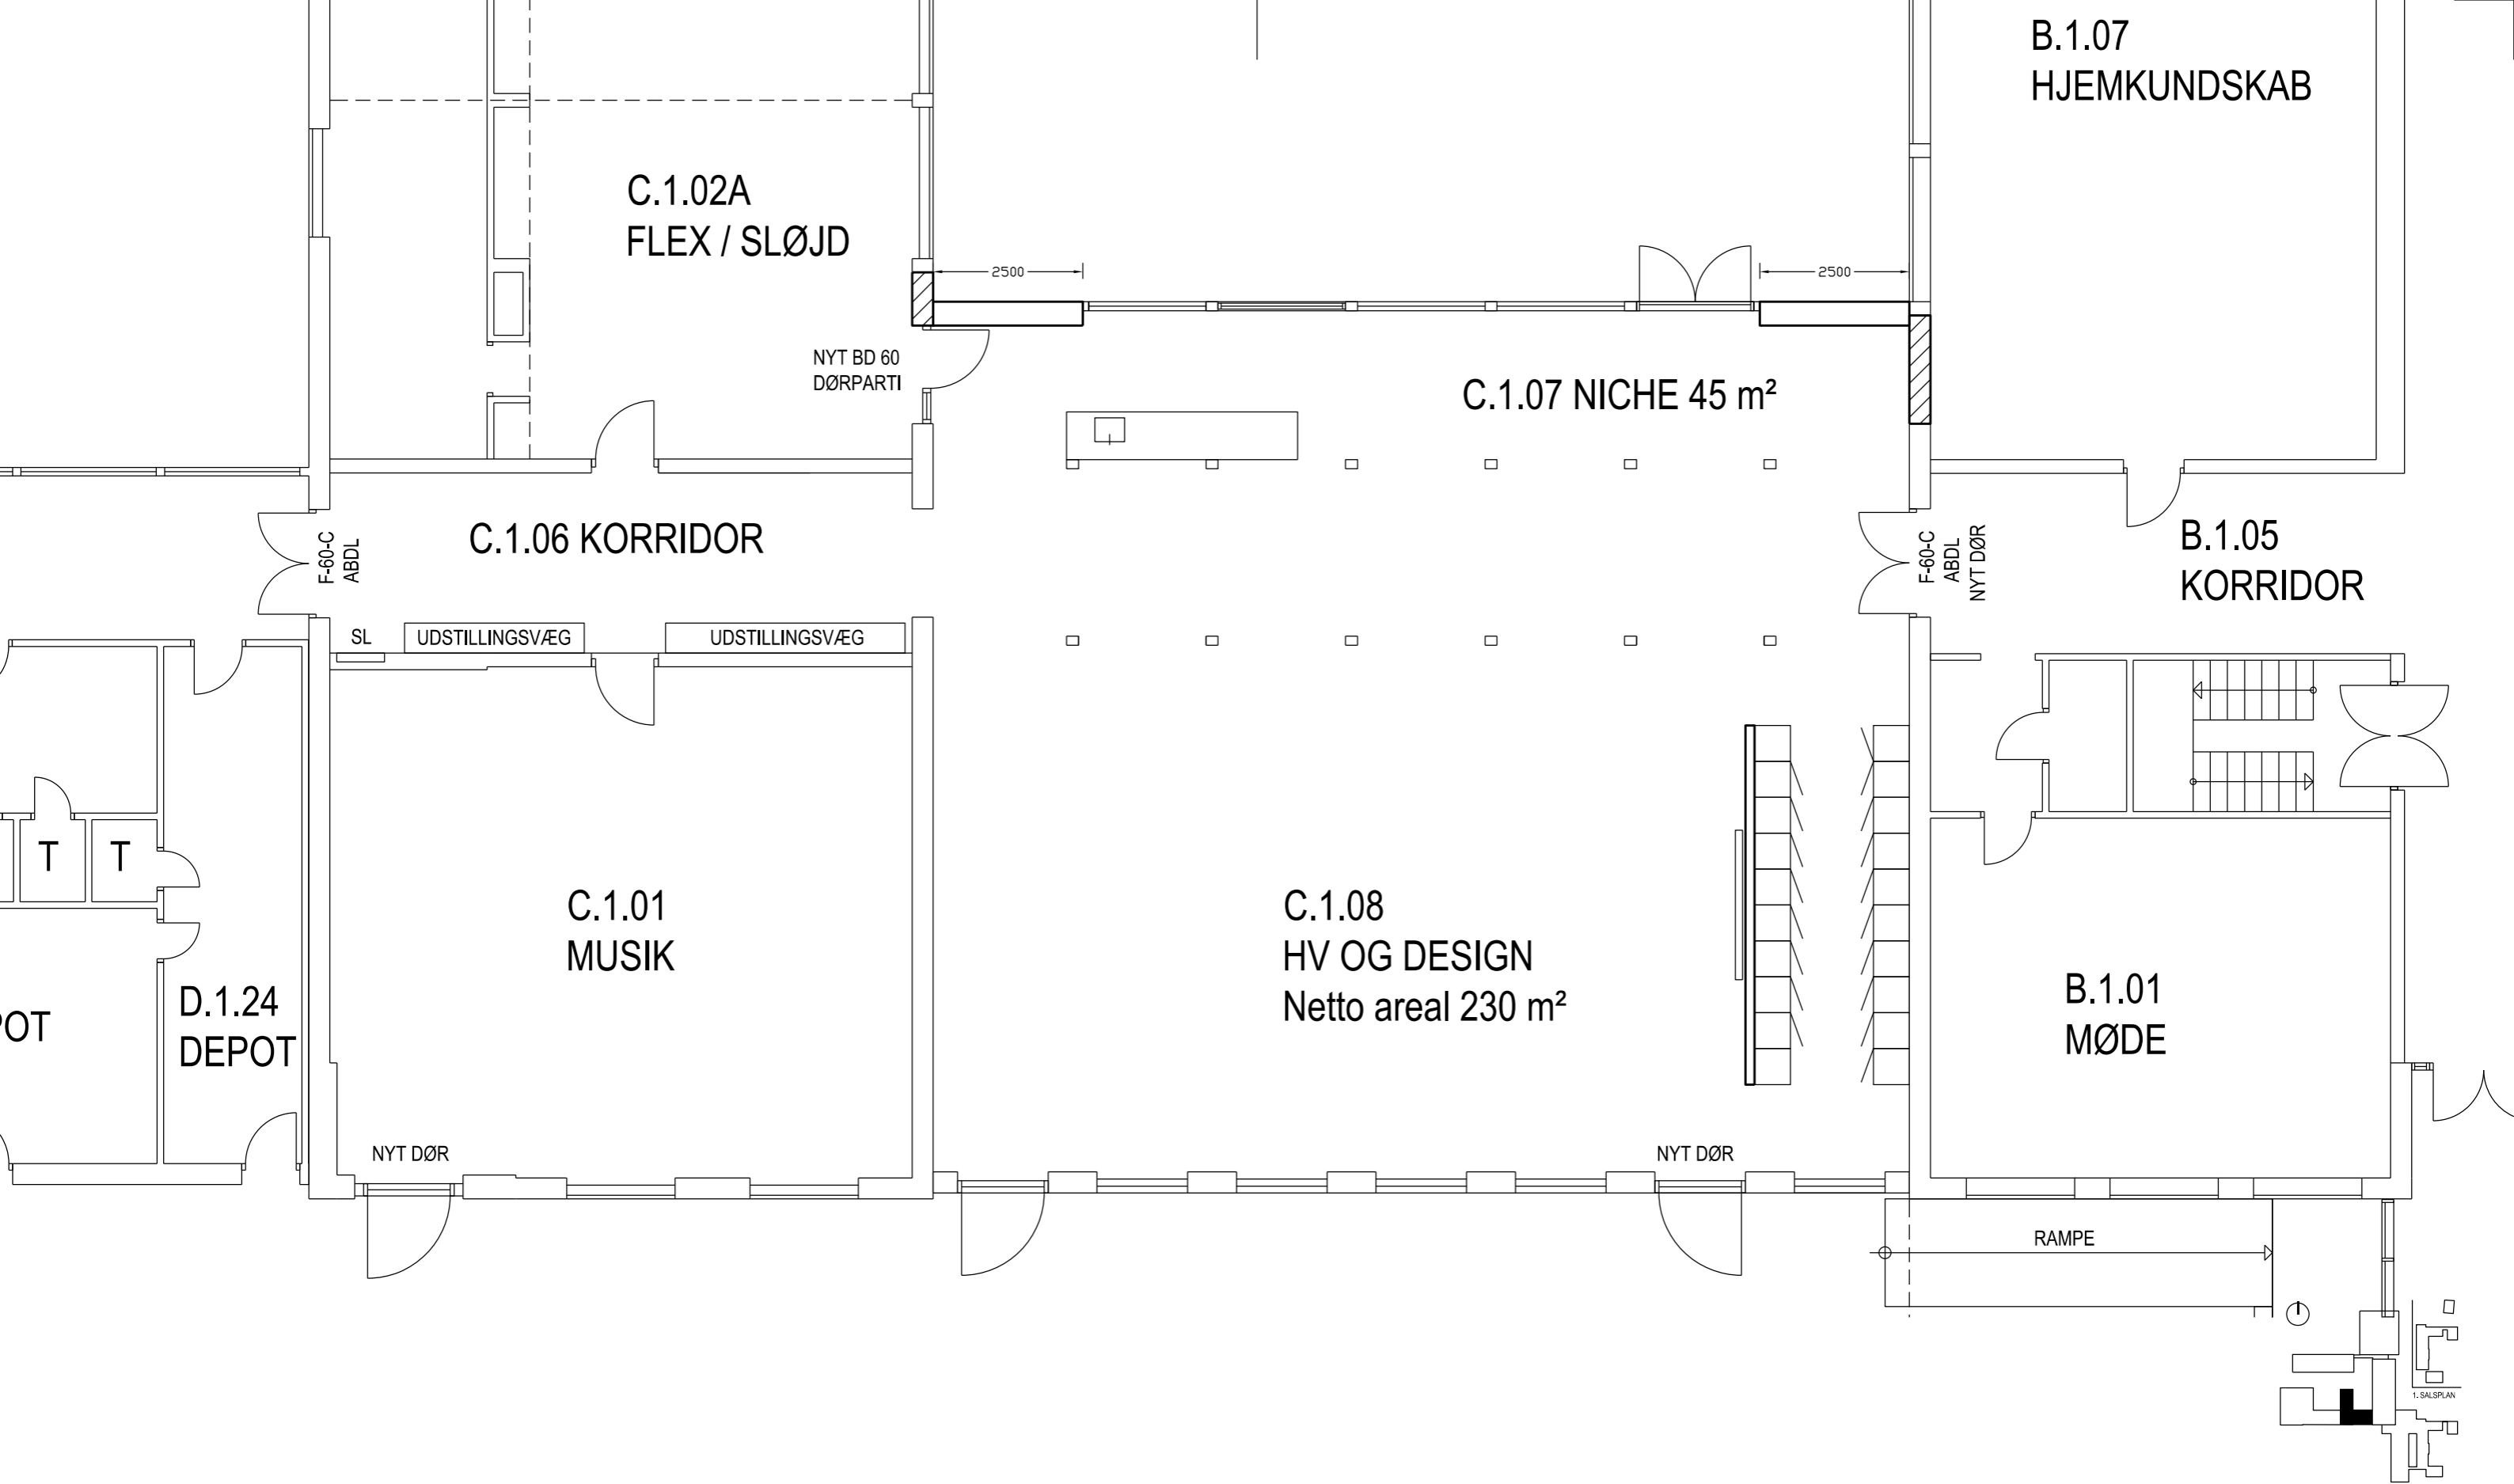 B.1.07
HJEMKUNDSKAB
C.1.02A
FLEX / SLØJD
2500
2500
NYT BD 60
DØRPARTI
C.1.07 NICHE 45 m²
F-60-C
ABDL
C.1.06 KORRIDOR
F-60-C
ABDL
NYT DØR
B.1.05
KORRIDOR
SL
UDSTILLINGSVÆG
UDSTILLINGSVÆG
T
T
C.1.01
MUSIK
C.1.08
HV OG DESIGN
Netto areal 230 m²
B.1.01
MØDE
D.1.24
DEPOT
POT
NYT DØR
NYT DØR
RAMPE
1. SALSPLAN